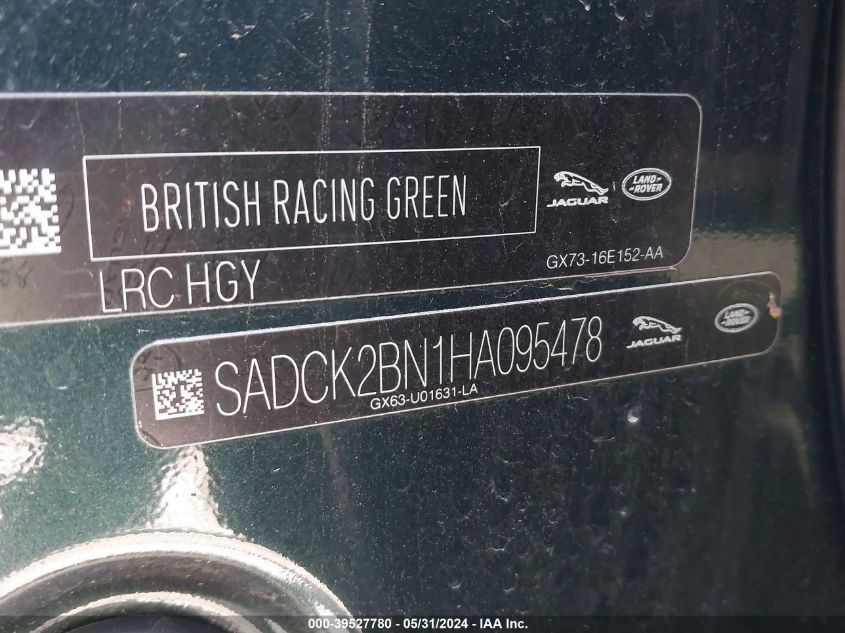 BRITISH RACING GREEN
JAGUAR
LAND-
-ROVER
LRC HGY
GX73-16E152-AA
SADCK2BN1HA095478
GX63-U01631-LA
JAGUAR
LAND-
-ROVER
000-39527780 - 05/31/2024 - IAA Inc.